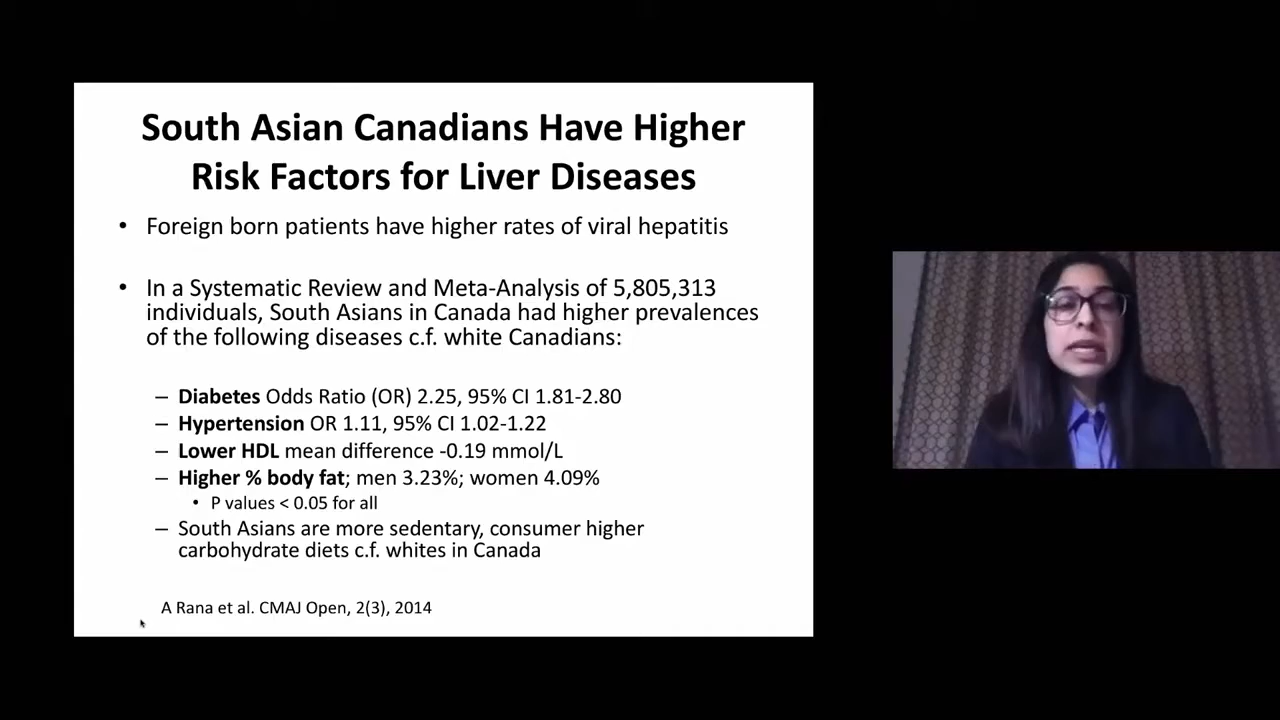 South Asian Canadians Have Higher
Risk Factors for Liver Diseases
• Foreign born patients have higher rates of viral hepatitis
• In a Systematic Review and Meta-Analysis of 5,805,313
individuals, South Asians in Canada had higher prevalences
of the following diseases c.f. white Canadians:
– Diabetes Odds Ratio (OR) 2.25, 95% CI 1.81-2.80
– Hypertension OR 1.11, 95% CI 1.02-1.22
– Lower HDL mean difference -0.19 mmol/L
– Higher % body fat; men 3.23%; women 4.09%
• P values < 0.05 for all
– South Asians are more sedentary, consumer higher
carbohydrate diets c.f. whites in Canada
A Rana et al. CMAJ Open, 2(3), 2014